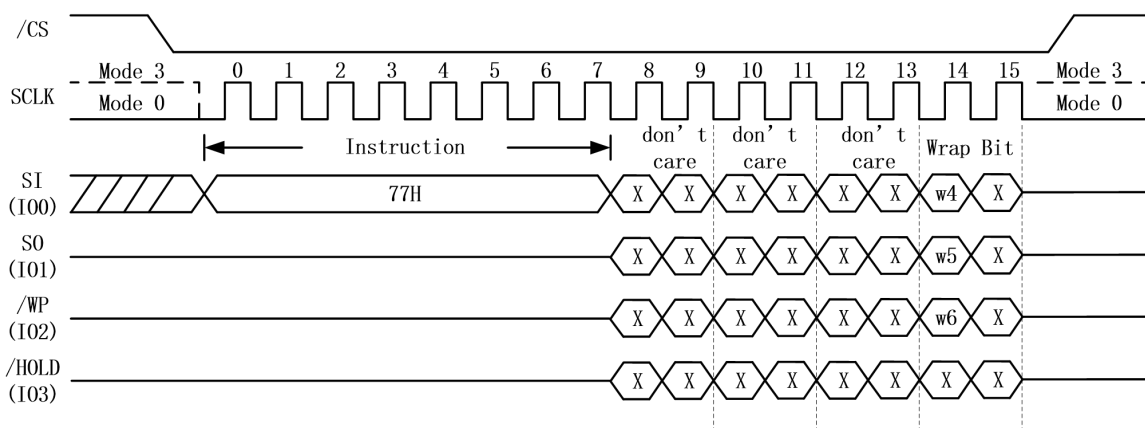 /CS
Mode 3 0 1 2 3 4 5 6 7 8 9 10 11 12 13 14 15 Mode 3
SCLK
Mode 0 Mode 0
Instruction
don't care
don't care
don't care
Wrap Bit
SI
(IO0)
77H X X X X X X w4 X
SO
(IO1)
X X X X X X w5 X
/WP
(IO2)
X X X X X X w6 X
/HOLD
(IO3)
X X X X X X X X